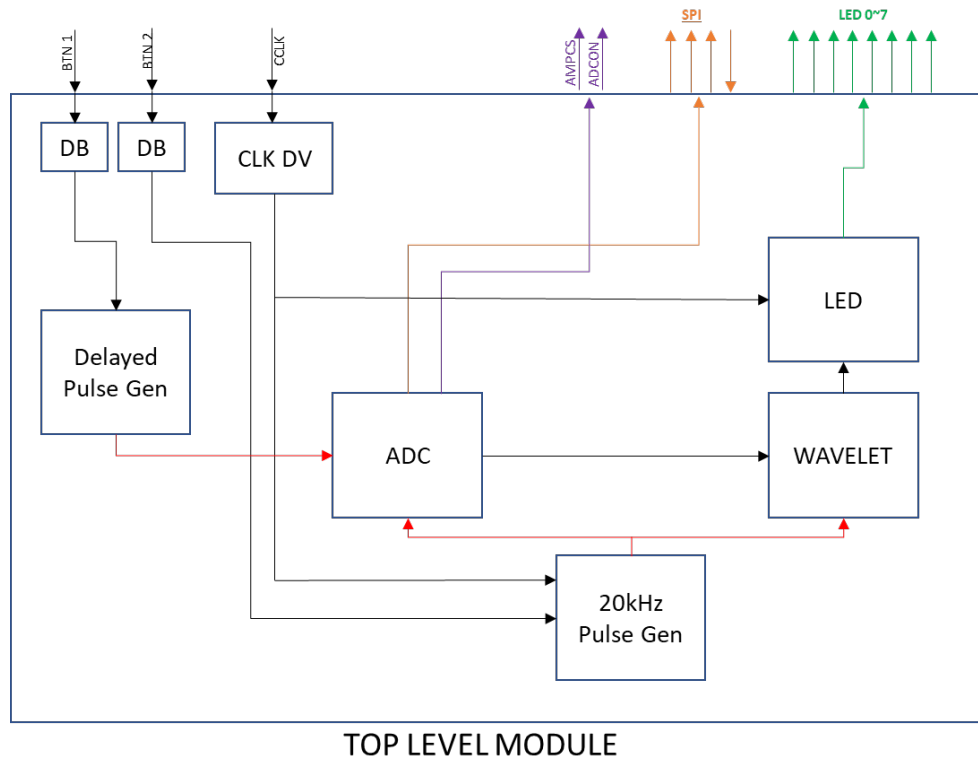 BTN 1
BTN 2
CCLK
AMPCS
ADCON
SPI
LED 0~7
DB
DB
CLK DV
LED
Delayed
Pulse Gen
ADC
WAVELET
20kHz
Pulse Gen
TOP LEVEL MODULE